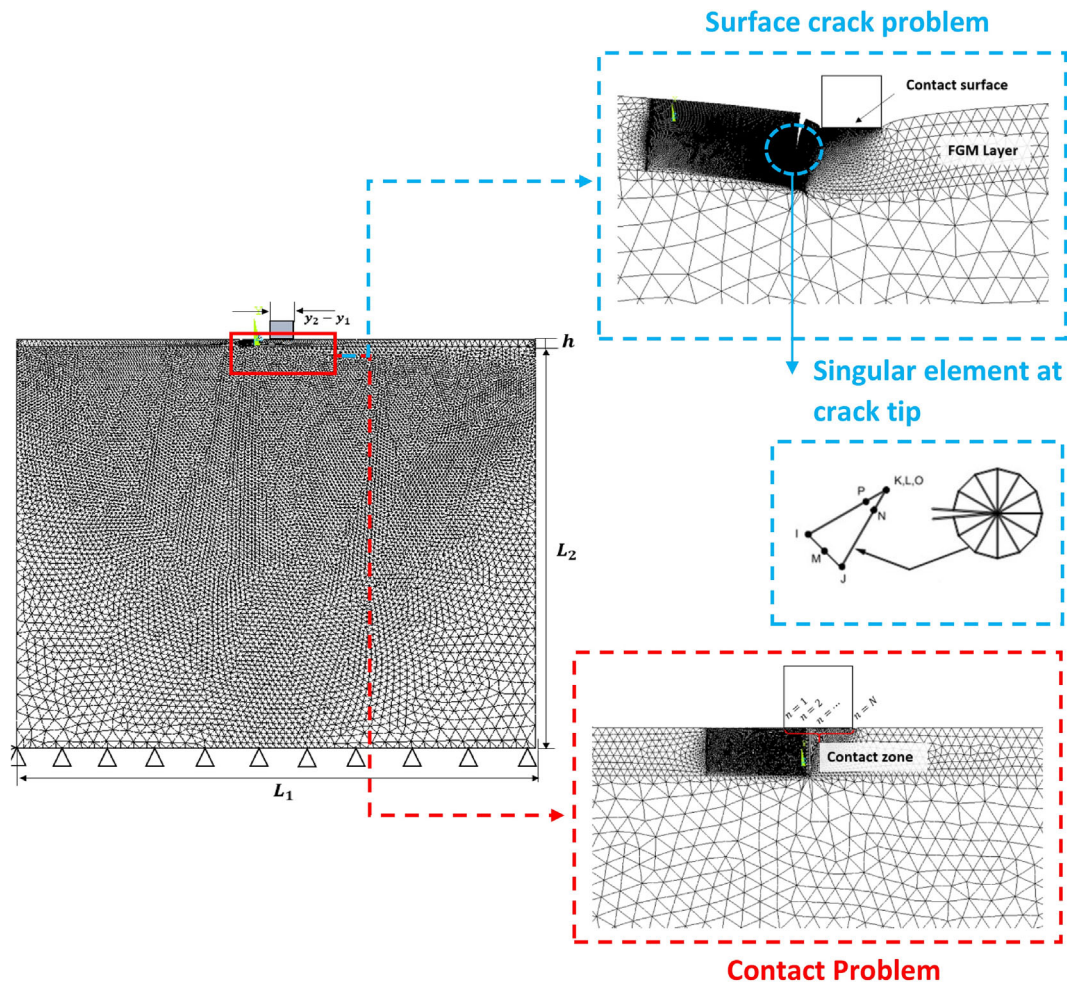 Surface crack problem
Contact surface
FGM Layer
y₂ − y₁
h
Singular element at
crack tip
K,L,O
P
N
I
M
J
L₂
n = 1
n = 2
n = ...
n = N
Contact zone
L₁
Contact Problem